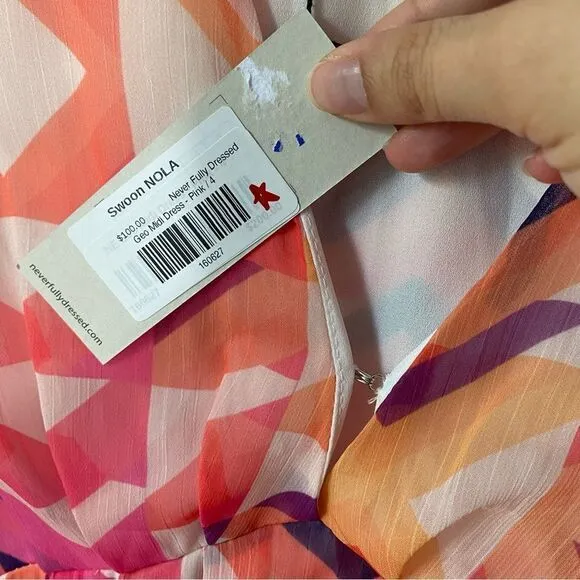 Swoon NOLA
Never Fully Dressed
$100.00
Geo Midi Dress - Pink / 4
160627
neverfullydressed.com